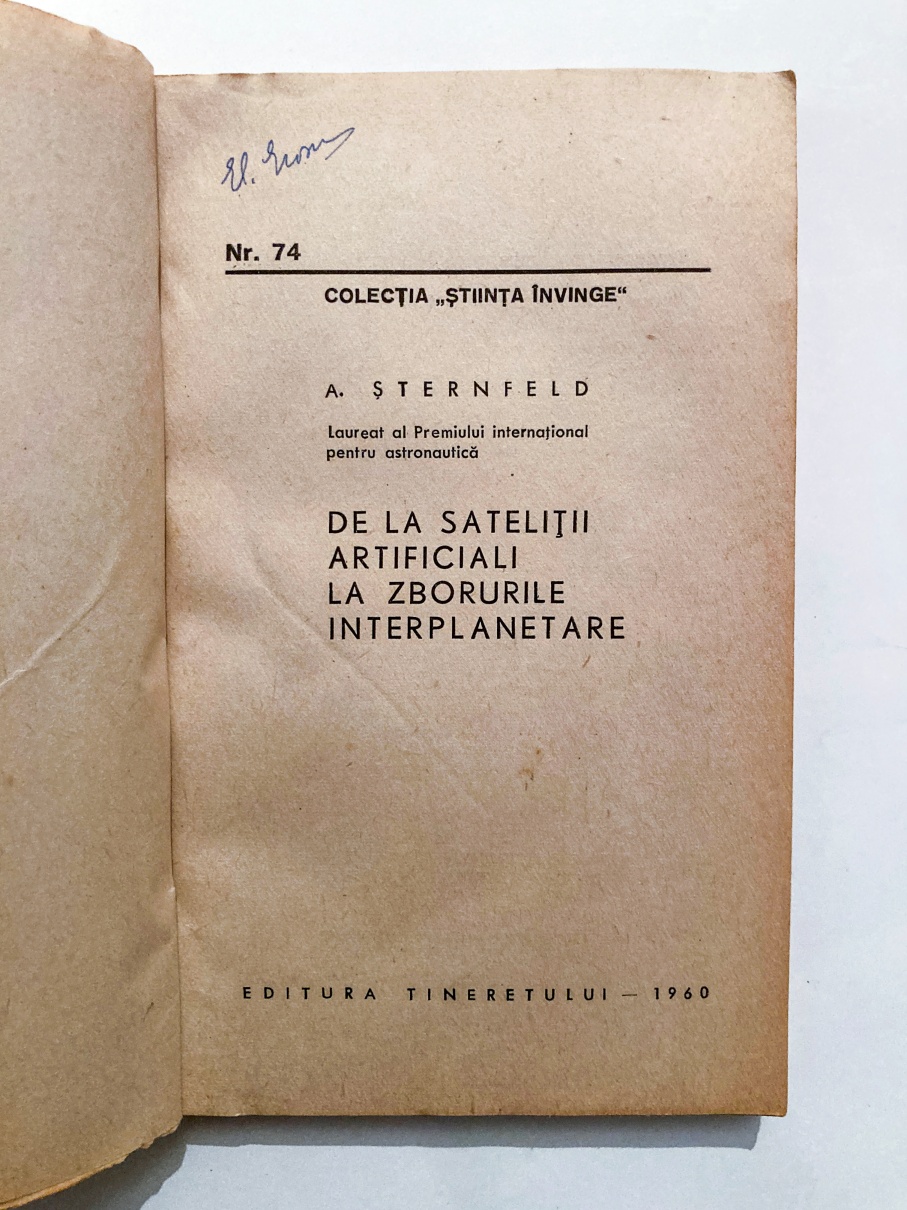 El.
Nr. 74
COLECȚIA „ȘTIINȚA ÎNVINGE“
A. ȘTERNFELD
Laureat al Premiului internațional
pentru astronautică
DE LA SATELIȚII
ARTIFICIALI
LA ZBORURILE
INTERPLANETARE
EDITURA TINERETULUI — 1960